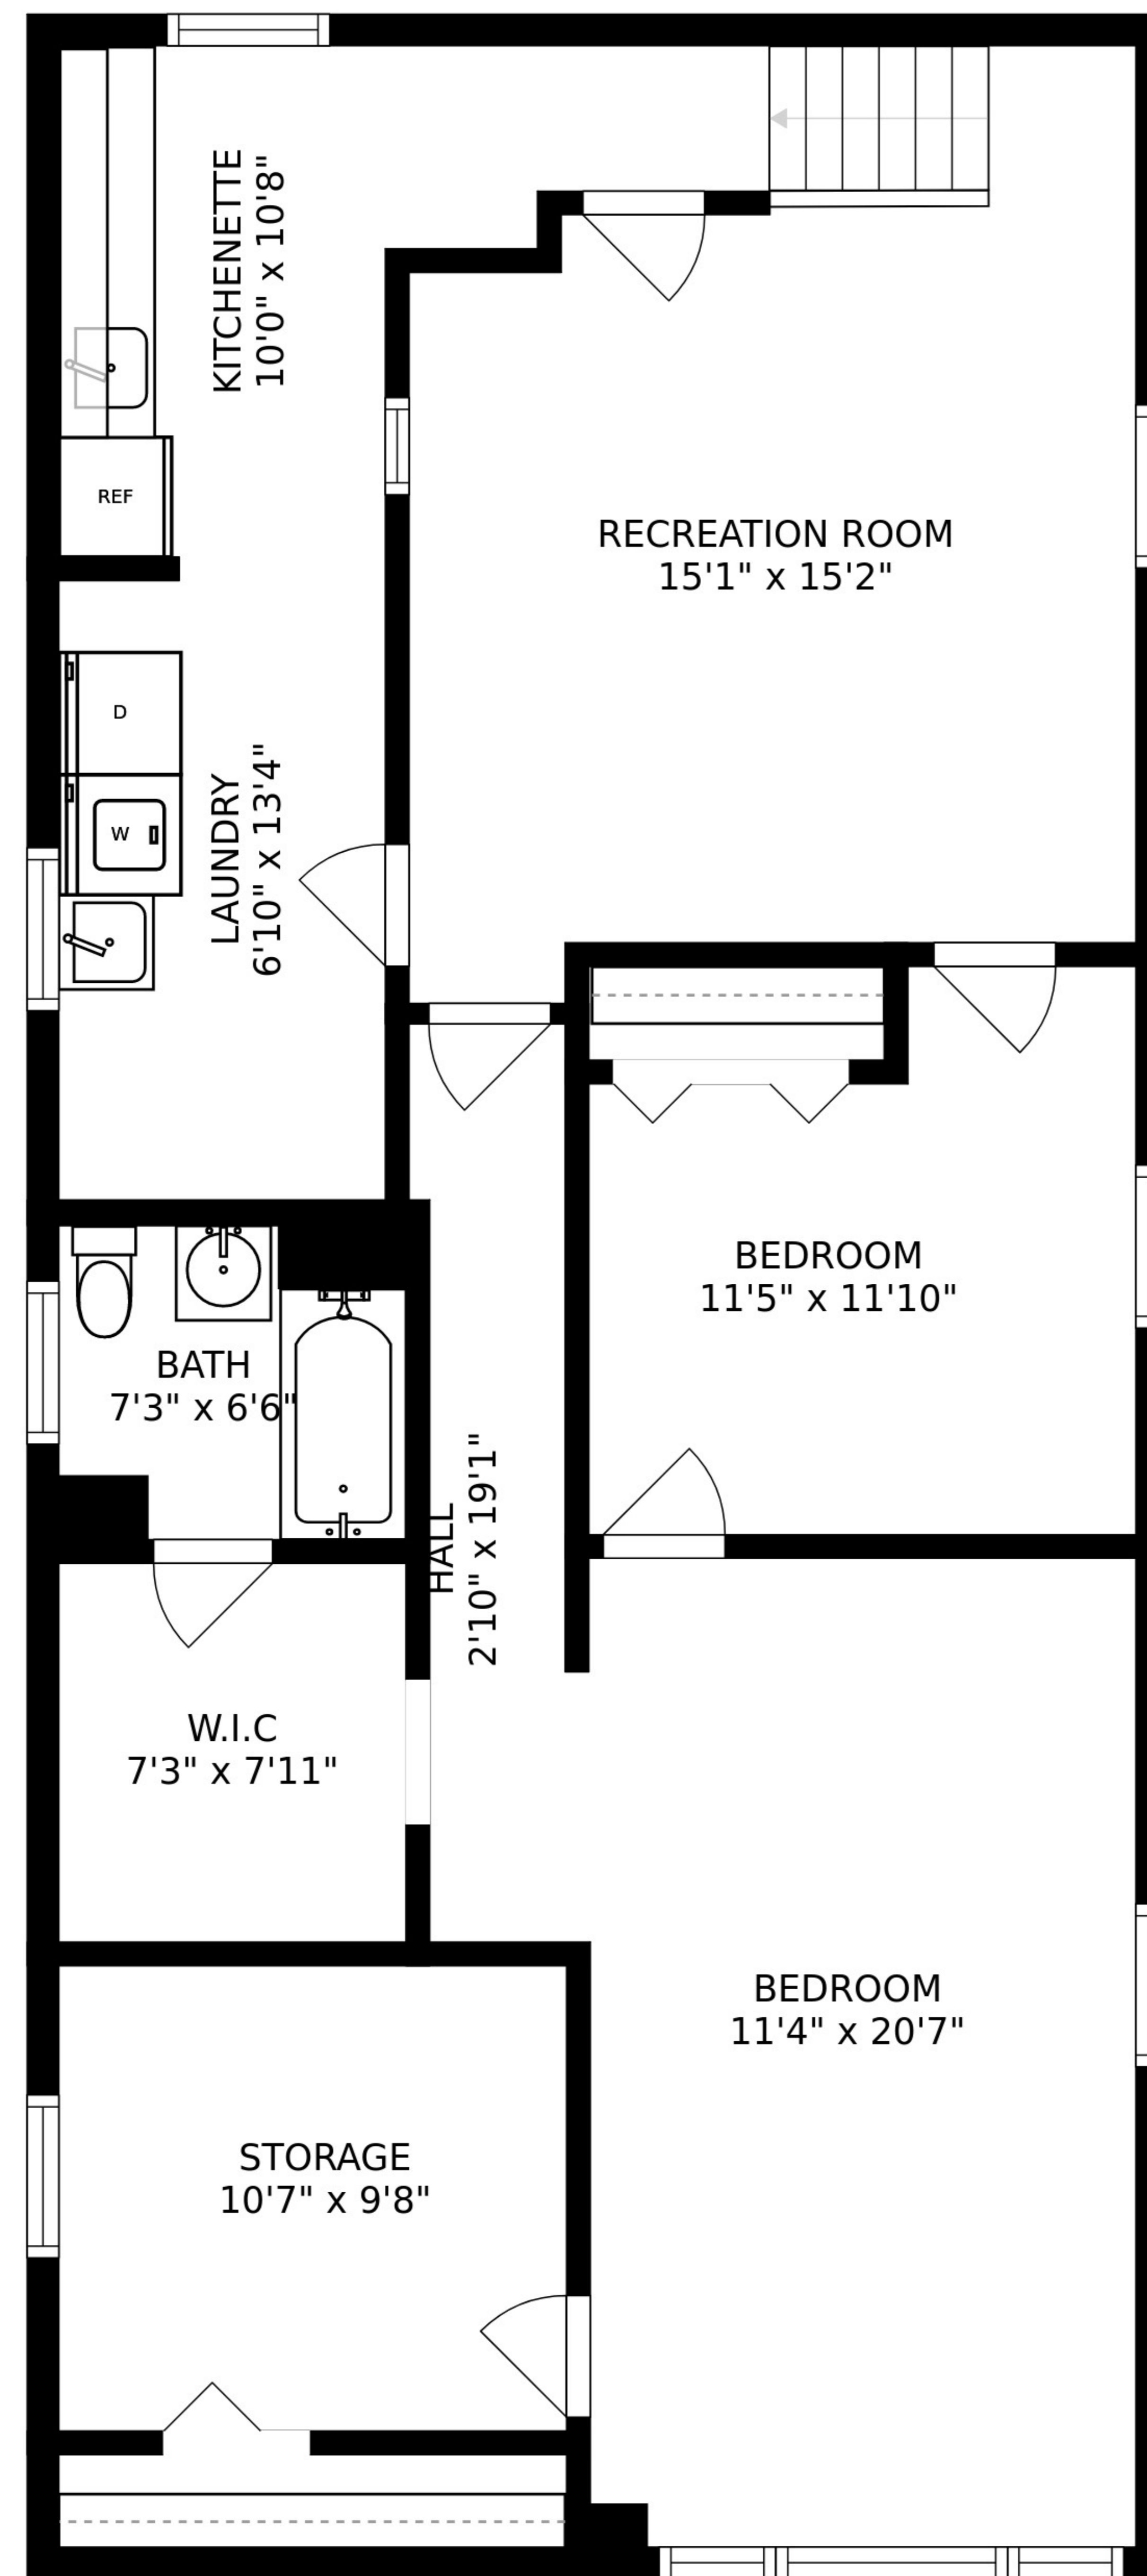 KITCHENETTE
10'0" x 10'8"
REF
RECREATION ROOM
15'1" x 15'2"
D
W
LAUNDRY
6'10" x 13'4"
BEDROOM
11'5" x 11'10"
BATH
7'3" x 6'6"
HALL
2'10" x 19'1"
W.I.C
7'3" x 7'11"
BEDROOM
11'4" x 20'7"
STORAGE
10'7" x 9'8"